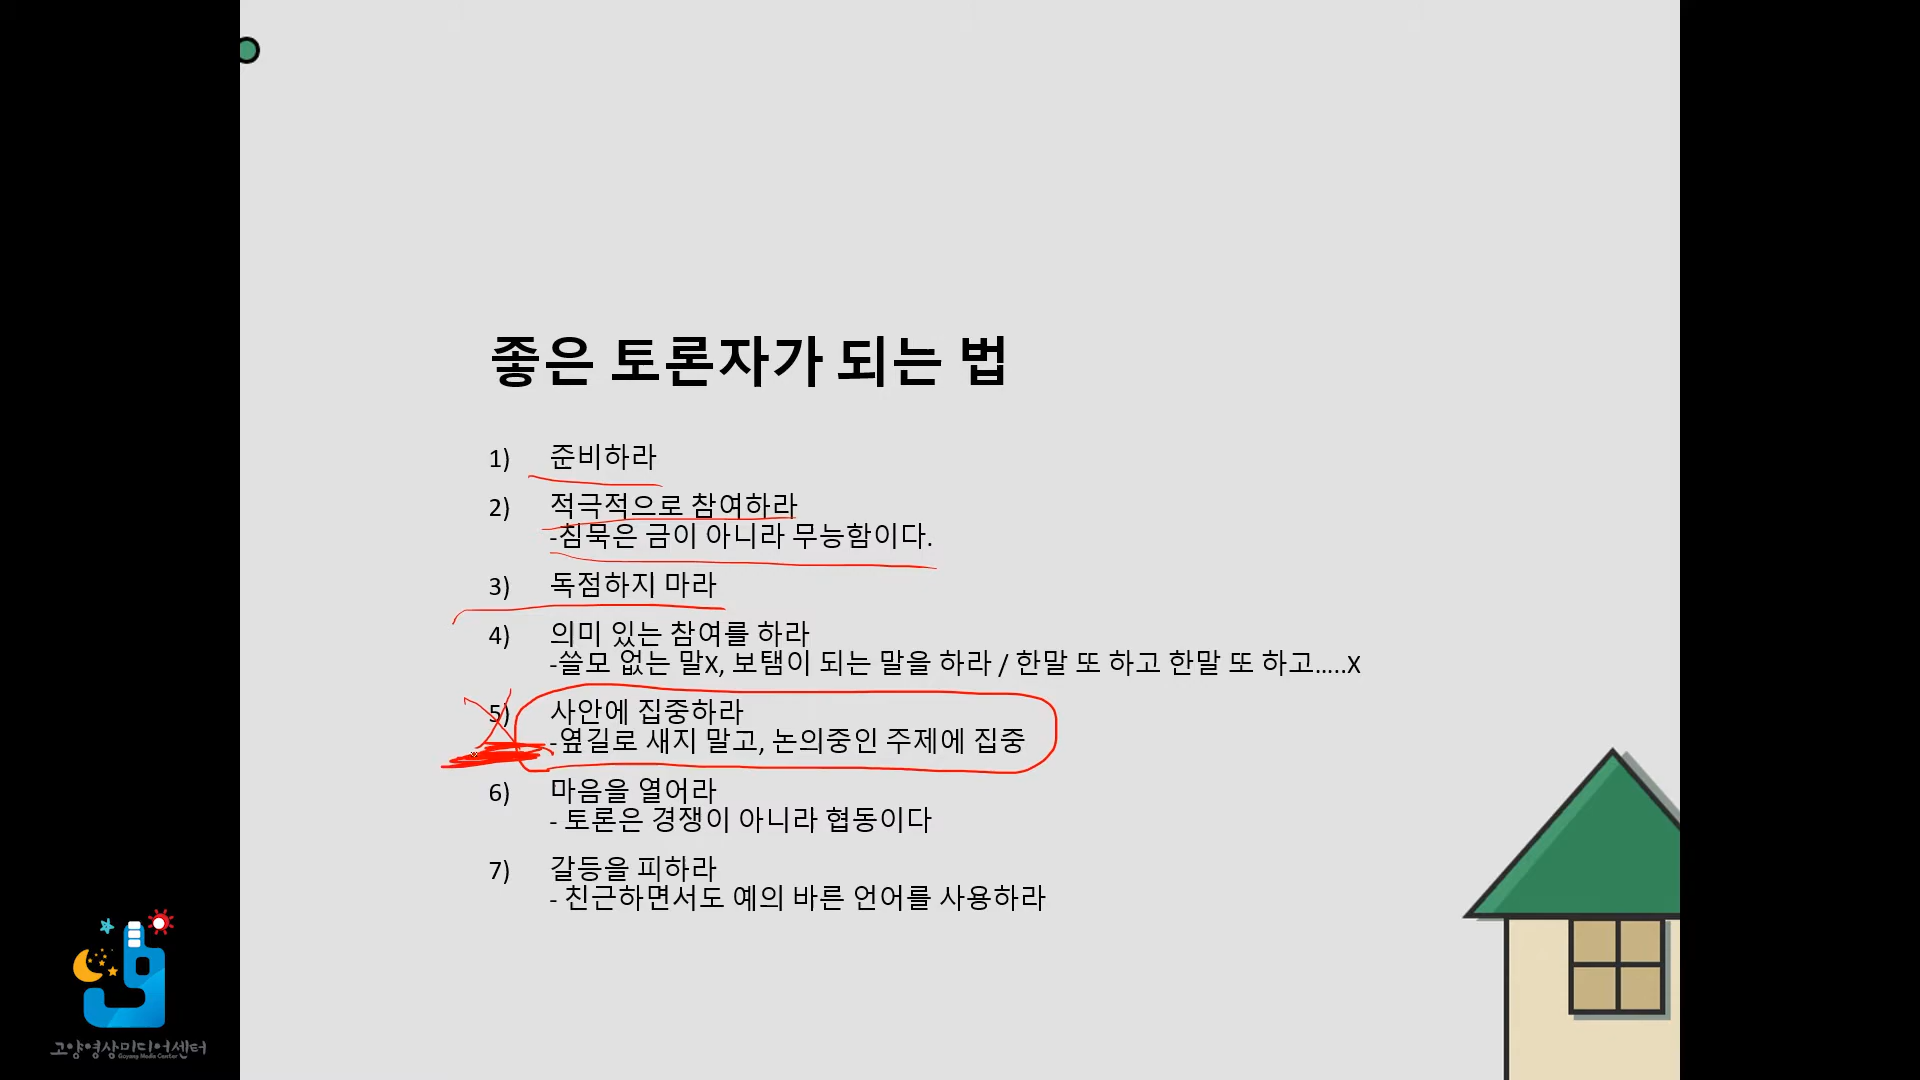 좋은 토론자가 되는 법
1) 준비하라
2) 적극적으로 참여하라
-침묵은 금이 아니라 무능함이다.
3) 독점하지 마라
4) 의미 있는 참여를 하라
-쓸모 없는 말X, 보탬이 되는 말을 하라 / 한말 또 하고 한말 또 하고.....X
5) 사안에 집중하라
-옆길로 새지 말고, 논의중인 주제에 집중
6) 마음을 열어라
- 토론은 경쟁이 아니라 협동이다
7) 갈등을 피하라
- 친근하면서도 예의 바른 언어를 사용하라
고양영상미디어센터
Goyang Media Center